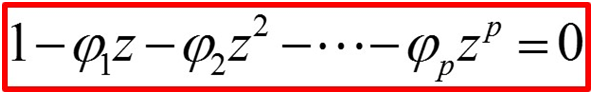 1 − φ₁z − φ₂z² − ⋯ − φₚzᵖ = 0